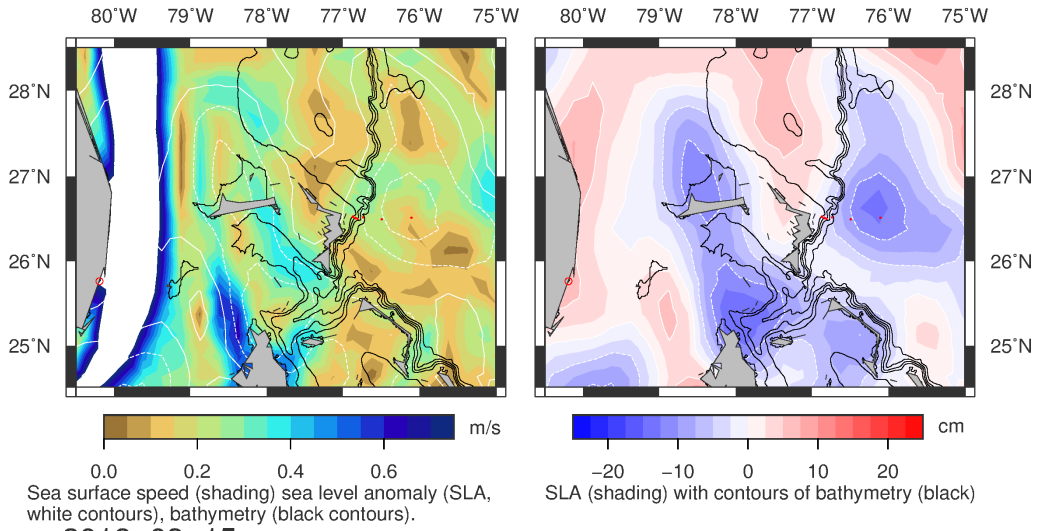 80°W 79°W 78°W 77°W 76°W 75°W 80°W 79°W 78°W 77°W 76°W 75°W
28°N 28°N
27°N 27°N
26°N 26°N
25°N 25°N
m/s cm
0.0 0.2 0.4 0.6 −20 −10 0 10 20
Sea surface speed (shading) sea level anomaly (SLA,
white contours), bathymetry (black contours).
SLA (shading) with contours of bathymetry (black)